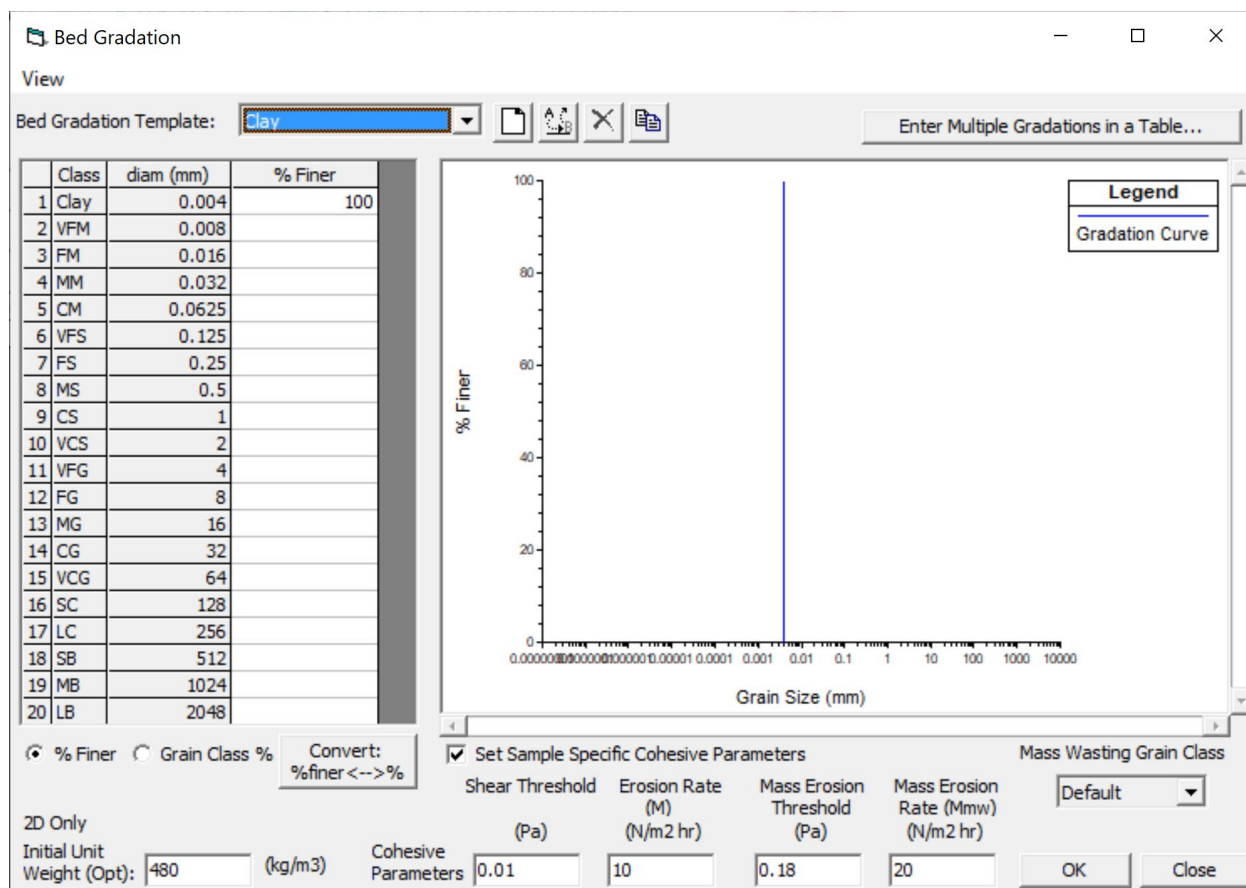 Bed Gradation
View
Bed Gradation Template: Clay
Enter Multiple Gradations in a Table...
Class diam (mm) % Finer
1 Clay 0.004 100
2 VFM 0.008
3 FM 0.016
4 MM 0.032
5 CM 0.0625
6 VFS 0.125
7 FS 0.25
8 MS 0.5
9 CS 1
10 VCS 2
11 VFG 4
12 FG 8
13 MG 16
14 CG 32
15 VCG 64
16 SC 128
17 LC 256
18 SB 512
19 MB 1024
20 LB 2048
% Finer
100
80
60
40
20
0
0.00001 0.0001 0.001 0.01 0.1 1 10 100 1000 10000
Grain Size (mm)
Legend
Gradation Curve
% Finer Grain Class %
Convert:
%finer<-->%
Set Sample Specific Cohesive Parameters
Mass Wasting Grain Class
Default
Shear Threshold
(Pa)
Erosion Rate
(M)
(N/m2 hr)
Mass Erosion
Threshold
(Pa)
Mass Erosion
Rate (Mmw)
(N/m2 hr)
2D Only
Initial Unit
Weight (Opt): 480 (kg/m3)
Cohesive
Parameters 0.01 10 0.18 20
OK Close